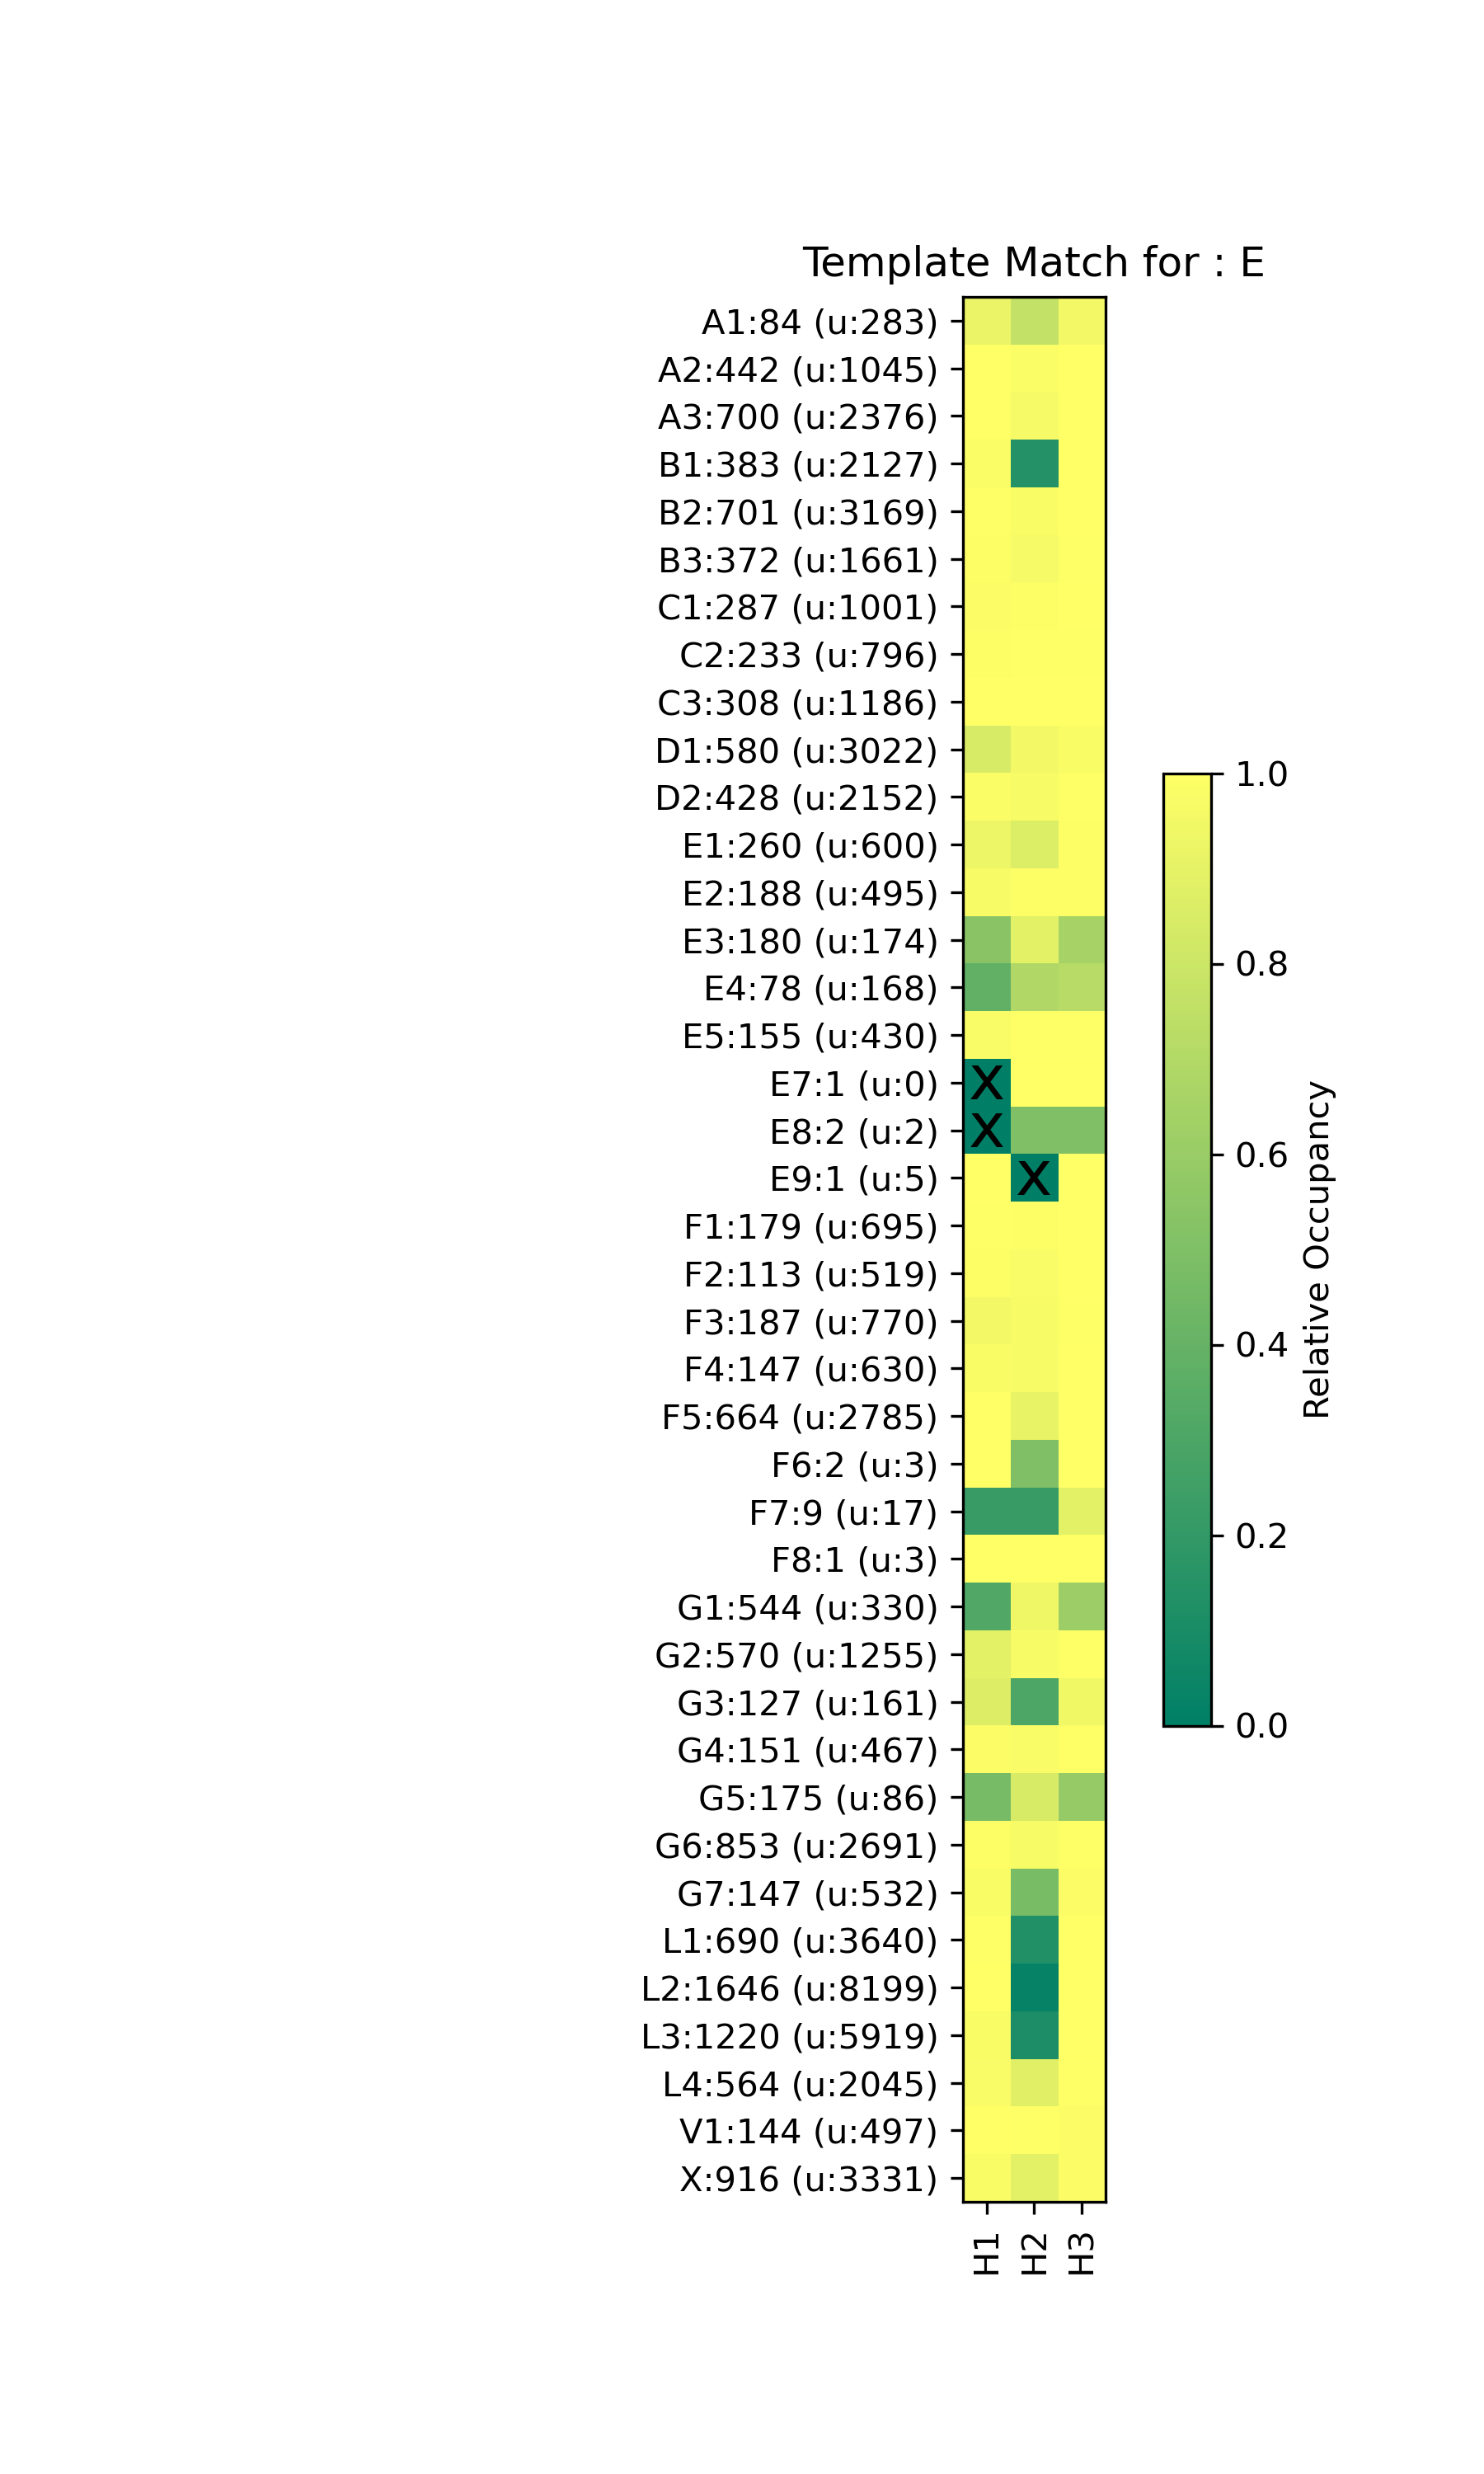 Template Match for : E
A1:84 (u:283)
A2:442 (u:1045)
A3:700 (u:2376)
B1:383 (u:2127)
B2:701 (u:3169)
B3:372 (u:1661)
C1:287 (u:1001)
C2:233 (u:796)
C3:308 (u:1186)
D1:580 (u:3022)
D2:428 (u:2152)
E1:260 (u:600)
E2:188 (u:495)
E3:180 (u:174)
E4:78 (u:168)
E5:155 (u:430)
E7:1 (u:0) X
E8:2 (u:2) X
E9:1 (u:5) X
F1:179 (u:695)
F2:113 (u:519)
F3:187 (u:770)
F4:147 (u:630)
F5:664 (u:2785)
F6:2 (u:3)
F7:9 (u:17)
F8:1 (u:3)
G1:544 (u:330)
G2:570 (u:1255)
G3:127 (u:161)
G4:151 (u:467)
G5:175 (u:86)
G6:853 (u:2691)
G7:147 (u:532)
L1:690 (u:3640)
L2:1646 (u:8199)
L3:1220 (u:5919)
L4:564 (u:2045)
V1:144 (u:497)
X:916 (u:3331)
H1
H2
H3
1.0
0.8
0.6
0.4
0.2
0.0
Relative Occupancy